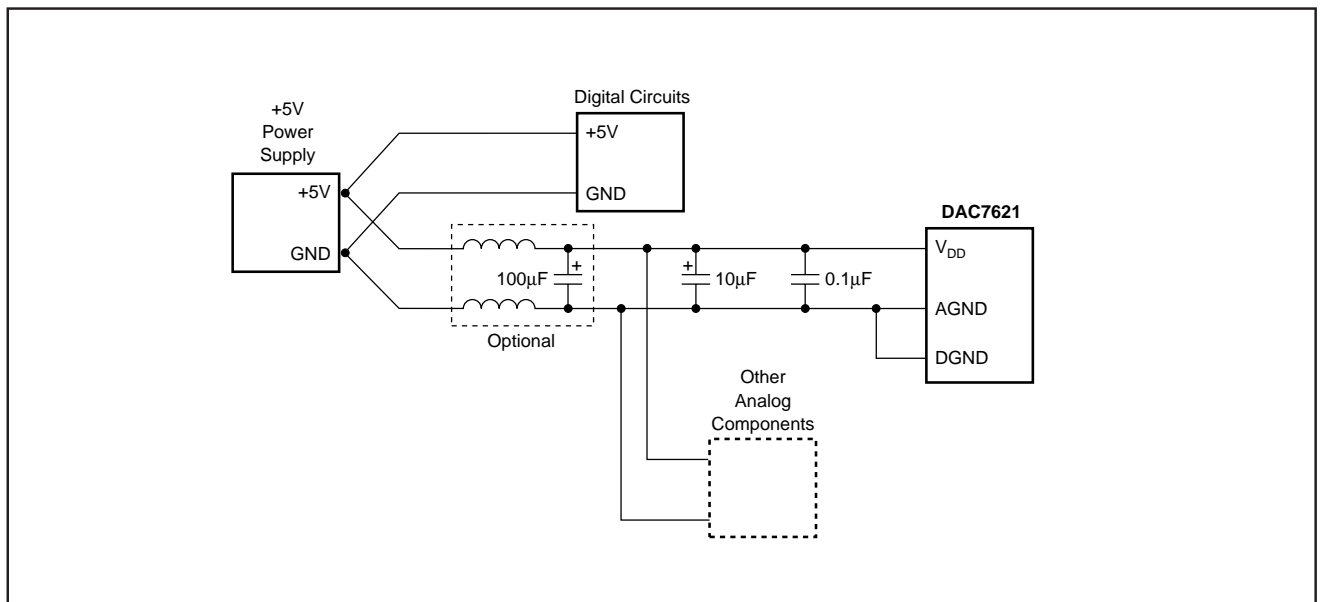 +5V
Power
Supply
+5V
GND
Digital Circuits
+5V
GND
100µF
+
Optional
+
10µF
0.1µF
DAC7621
VDD
AGND
DGND
Other
Analog
Components